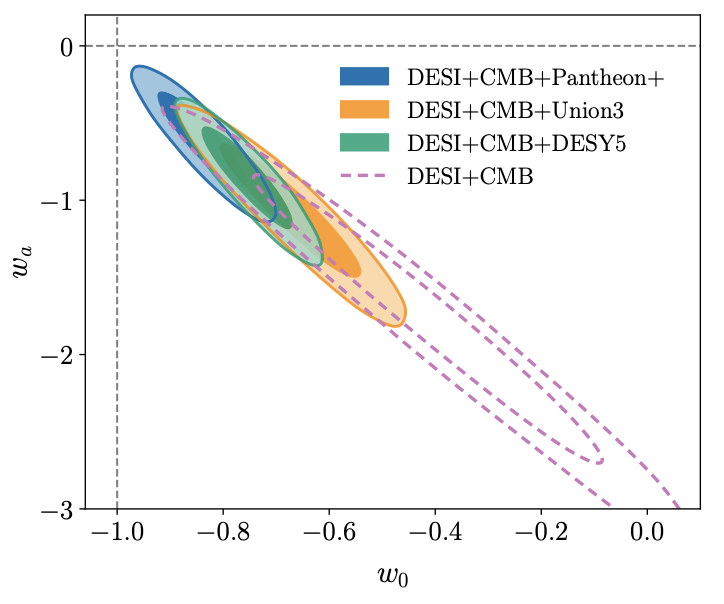 0
−1
−2
−3
w_a
DESI+CMB+Pantheon+
DESI+CMB+Union3
DESI+CMB+DESY5
DESI+CMB
−1.0 −0.8 −0.6 −0.4 −0.2 0.0
w_0